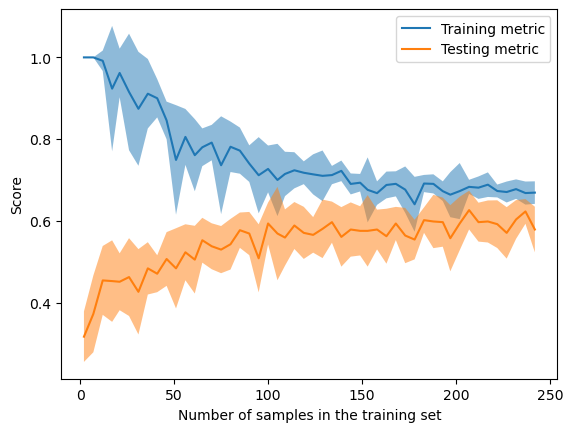 Training metric
Testing metric
1.0
0.8
0.6
0.4
Score
0
50
100
150
200
250
Number of samples in the training set